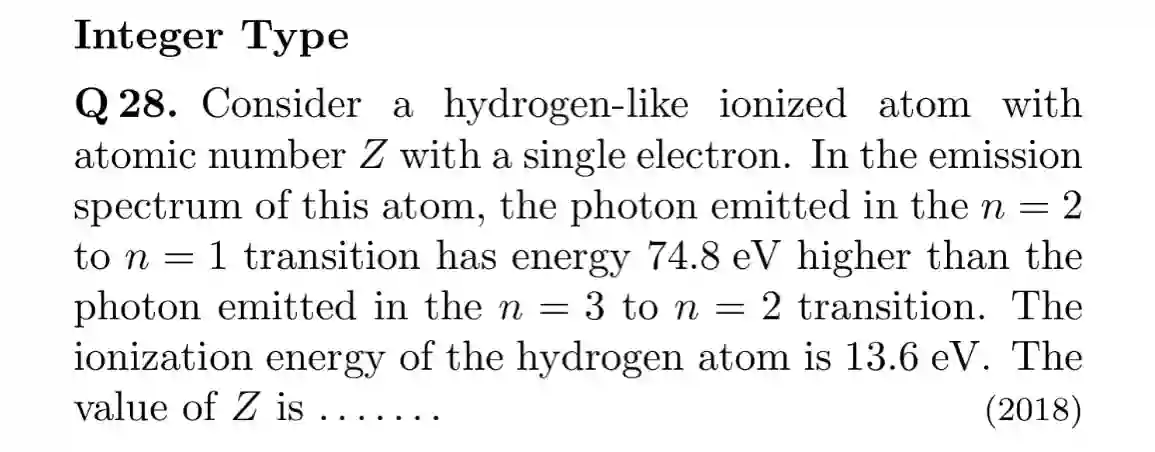 Integer Type
Q 28. Consider a hydrogen-like ionized atom with
atomic number Z with a single electron. In the emission
spectrum of this atom, the photon emitted in the n = 2
to n = 1 transition has energy 74.8 eV higher than the
photon emitted in the n = 3 to n = 2 transition. The
ionization energy of the hydrogen atom is 13.6 eV. The
value of Z is .......  (2018)